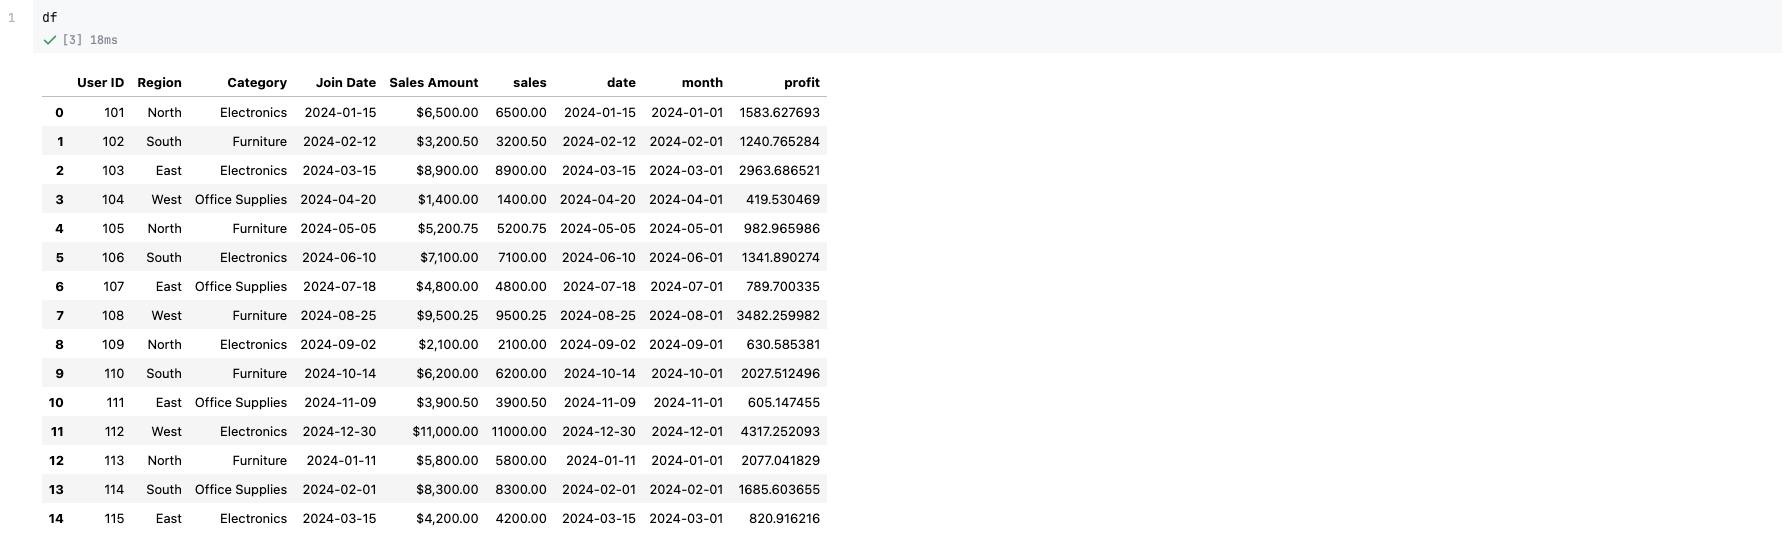 1 df
[3] 18ms
User ID Region Category Join Date Sales Amount sales date month profit
0 101 North Electronics 2024-01-15 $6,500.00 6500.00 2024-01-15 2024-01-01 1583.627693
1 102 South Furniture 2024-02-12 $3,200.50 3200.50 2024-02-12 2024-02-01 1240.765284
2 103 East Electronics 2024-03-15 $8,900.00 8900.00 2024-03-15 2024-03-01 2963.686521
3 104 West Office Supplies 2024-04-20 $1,400.00 1400.00 2024-04-20 2024-04-01 419.530469
4 105 North Furniture 2024-05-05 $5,200.75 5200.75 2024-05-05 2024-05-01 982.965986
5 106 South Electronics 2024-06-10 $7,100.00 7100.00 2024-06-10 2024-06-01 1341.890274
6 107 East Office Supplies 2024-07-18 $4,800.00 4800.00 2024-07-18 2024-07-01 789.700335
7 108 West Furniture 2024-08-25 $9,500.25 9500.25 2024-08-25 2024-08-01 3482.259982
8 109 North Electronics 2024-09-02 $2,100.00 2100.00 2024-09-02 2024-09-01 630.585381
9 110 South Furniture 2024-10-14 $6,200.00 6200.00 2024-10-14 2024-10-01 2027.512496
10 111 East Office Supplies 2024-11-09 $3,900.50 3900.50 2024-11-09 2024-11-01 605.147455
11 112 West Electronics 2024-12-30 $11,000.00 11000.00 2024-12-30 2024-12-01 4317.252093
12 113 North Furniture 2024-01-11 $5,800.00 5800.00 2024-01-11 2024-01-01 2077.041829
13 114 South Office Supplies 2024-02-01 $8,300.00 8300.00 2024-02-01 2024-02-01 1685.603655
14 115 East Electronics 2024-03-15 $4,200.00 4200.00 2024-03-15 2024-03-01 820.916216